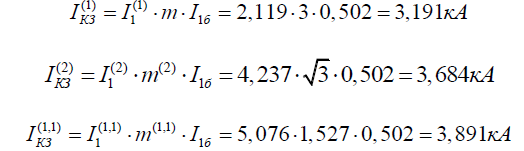 I_{КЗ}^{(1)} = I_1^{(1)} · m · I_{1б} = 2,119 · 3 · 0,502 = 3,191кА
I_{КЗ}^{(2)} = I_1^{(2)} · m^{(2)} · I_{1б} = 4,237 · √3 · 0,502 = 3,684кА
I_{КЗ}^{(1,1)} = I_1^{(1,1)} · m^{(1,1)} · I_{1б} = 5,076 · 1,527 · 0,502 = 3,891кА